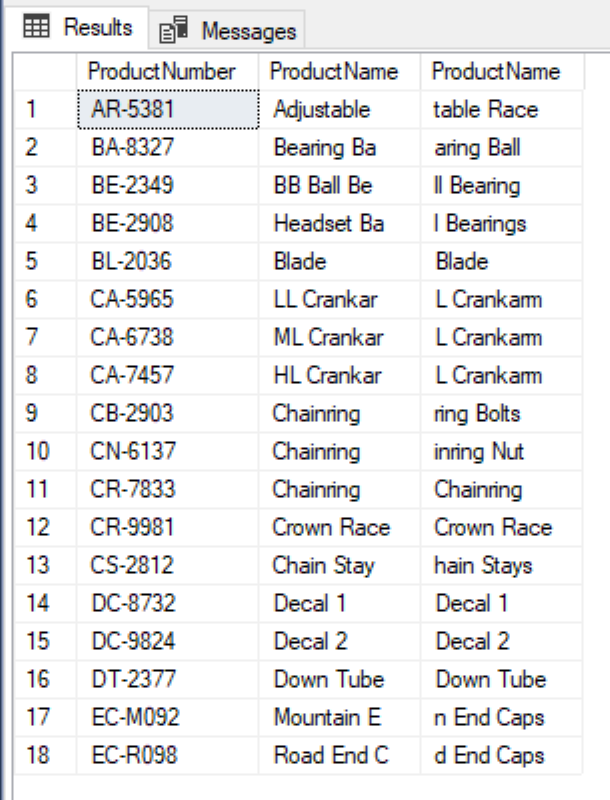 Results Messages
ProductNumber ProductName ProductName
1 AR-5381 Adjustable table Race
2 BA-8327 Bearing Ba aring Ball
3 BE-2349 BB Ball Be ll Bearing
4 BE-2908 Headset Ba l Bearings
5 BL-2036 Blade Blade
6 CA-5965 LL Crankar L Crankarm
7 CA-6738 ML Crankar L Crankarm
8 CA-7457 HL Crankar L Crankarm
9 CB-2903 Chainring ring Bolts
10 CN-6137 Chainring inring Nut
11 CR-7833 Chainring Chainring
12 CR-9981 Crown Race Crown Race
13 CS-2812 Chain Stay hain Stays
14 DC-8732 Decal 1 Decal 1
15 DC-9824 Decal 2 Decal 2
16 DT-2377 Down Tube Down Tube
17 EC-M092 Mountain E n End Caps
18 EC-R098 Road End C d End Caps